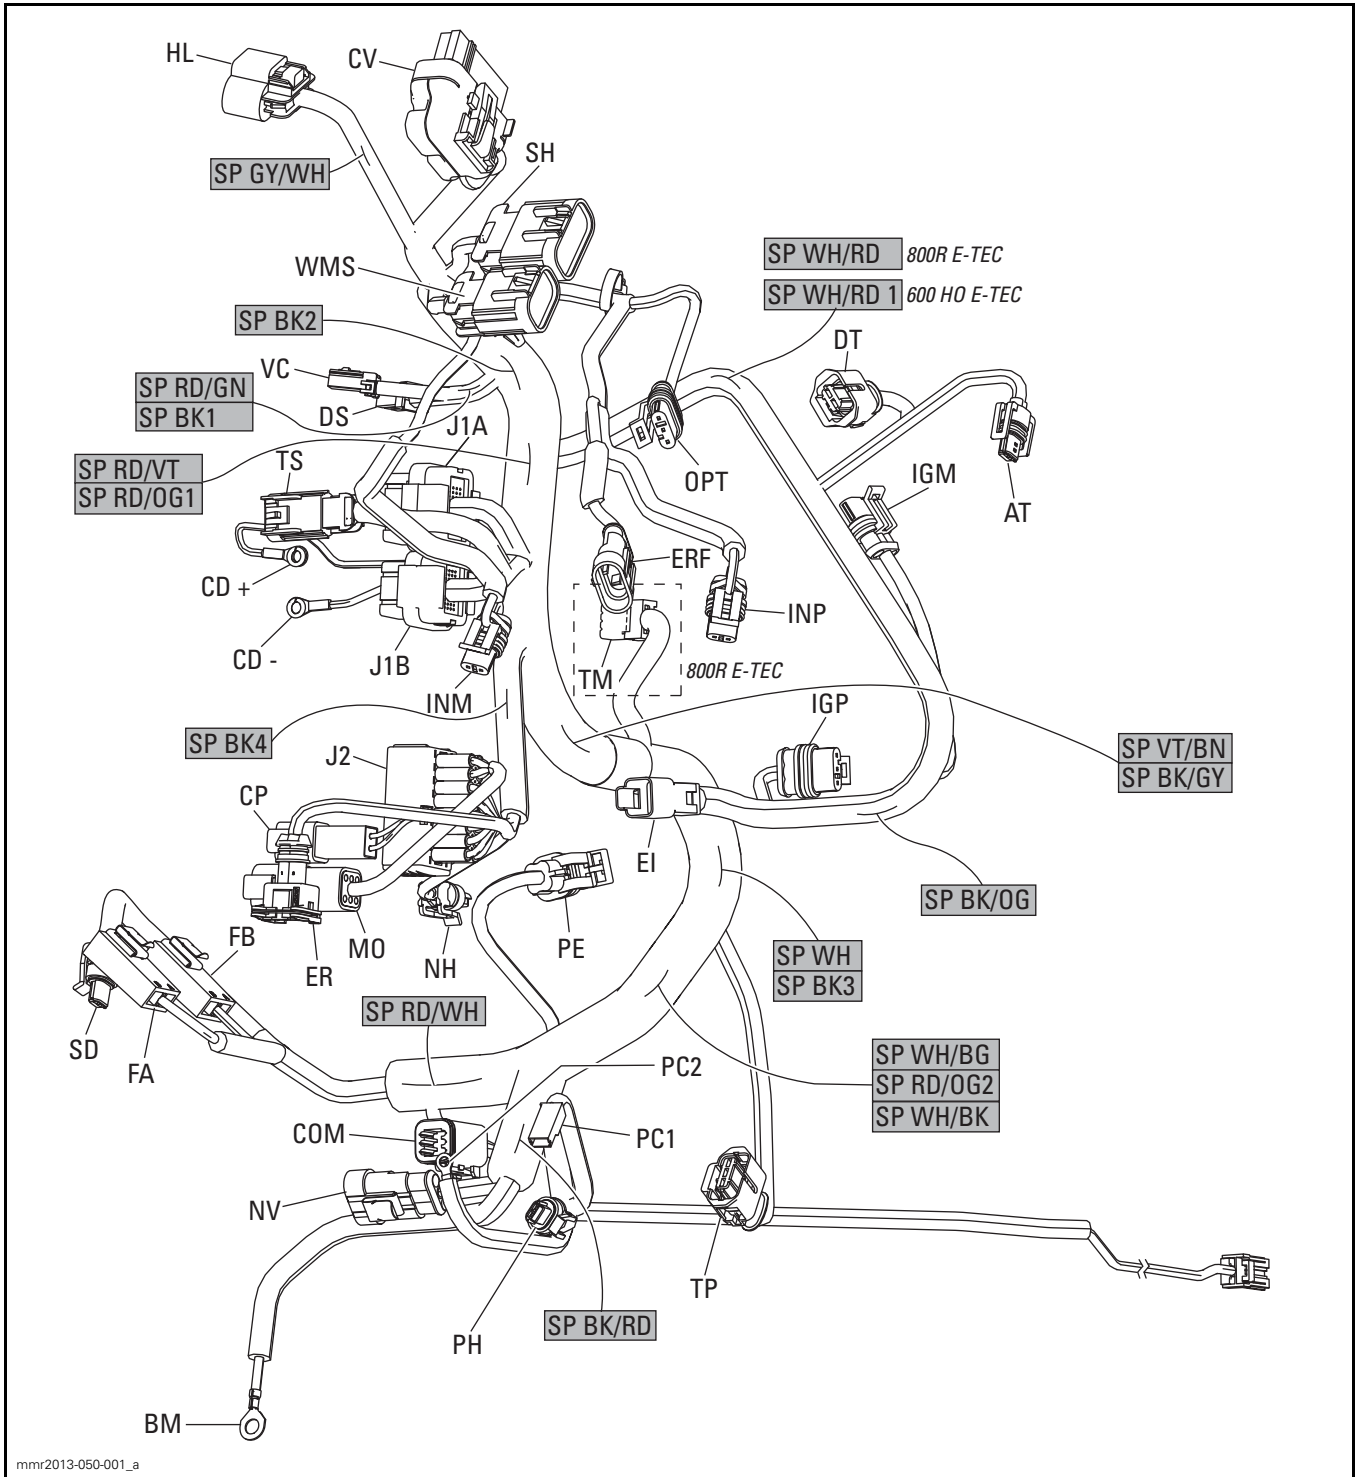 HL
CV
SH
SP GY/WH
WMS
SP WH/RD 800R E-TEC
SP WH/RD 1 600 HO E-TEC
SP BK2
DT
VC
SP RD/GN
SP BK1
DS
J1A
SP RD/VT
SP RD/OG1
TS
OPT
IGM
AT
ERF
CD +
INP
CD -
J1B
TM
800R E-TEC
INM
IGP
SP BK4
J2
SP VT/BN
SP BK/GY
CP
EI
SP BK/OG
FB
MO
PE
ER
NH
SP WH
SP BK3
SP RD/WH
SD
FA
PC2
SP WH/BG
SP RD/OG2
SP WH/BK
COM
PC1
NV
TP
SP BK/RD
PH
BM
mmr2013-050-001_a